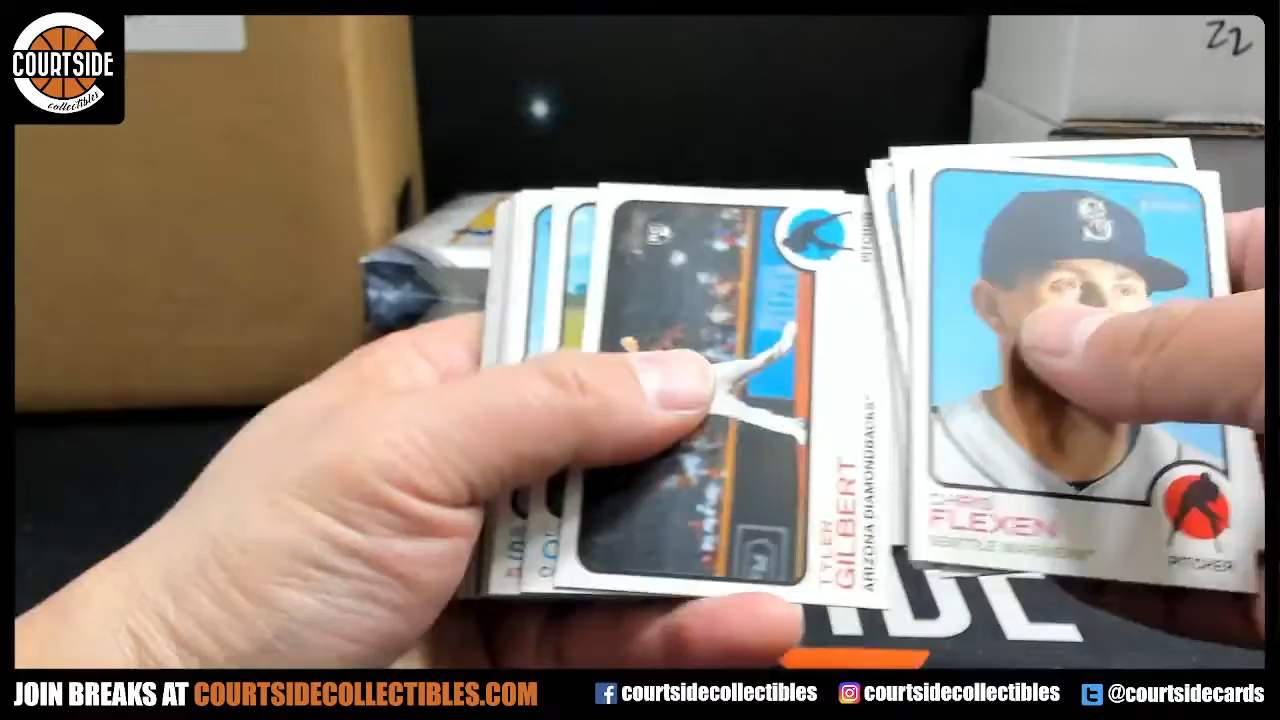 COURTSIDE
collectibles
22
TYLER
GILBERT
ARIZONA DIAMONDBACKS
PITCHER
CHRIS
FLEXEN
SEATTLE MARINERS
PITCHER
JOIN BREAKS AT COURTSIDECOLLECTIBLES.COM
courtsidecollectibles
courtsidecollectibles
@courtsidecards